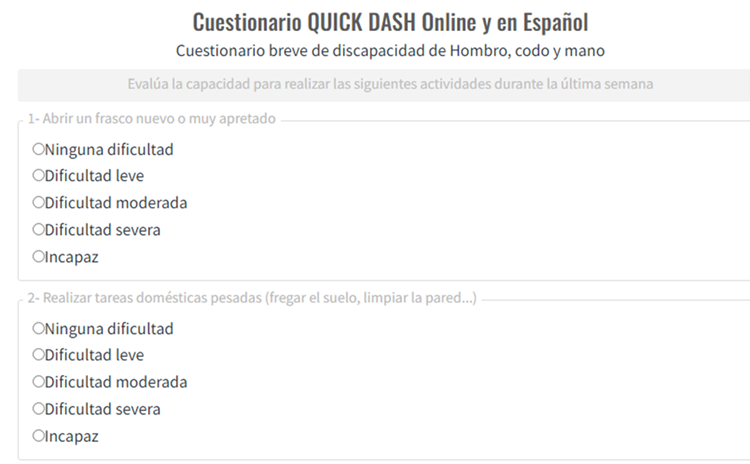 Cuestionario QUICK DASH Online y en Español
Cuestionario breve de discapacidad de Hombro, codo y mano
Evalúa la capacidad para realizar las siguientes actividades durante la última semana
1- Abrir un frasco nuevo o muy apretado
Ninguna dificultad
Dificultad leve
Dificultad moderada
Dificultad severa
Incapaz
2- Realizar tareas domésticas pesadas (fregar el suelo, limpiar la pared...)
Ninguna dificultad
Dificultad leve
Dificultad moderada
Dificultad severa
Incapaz